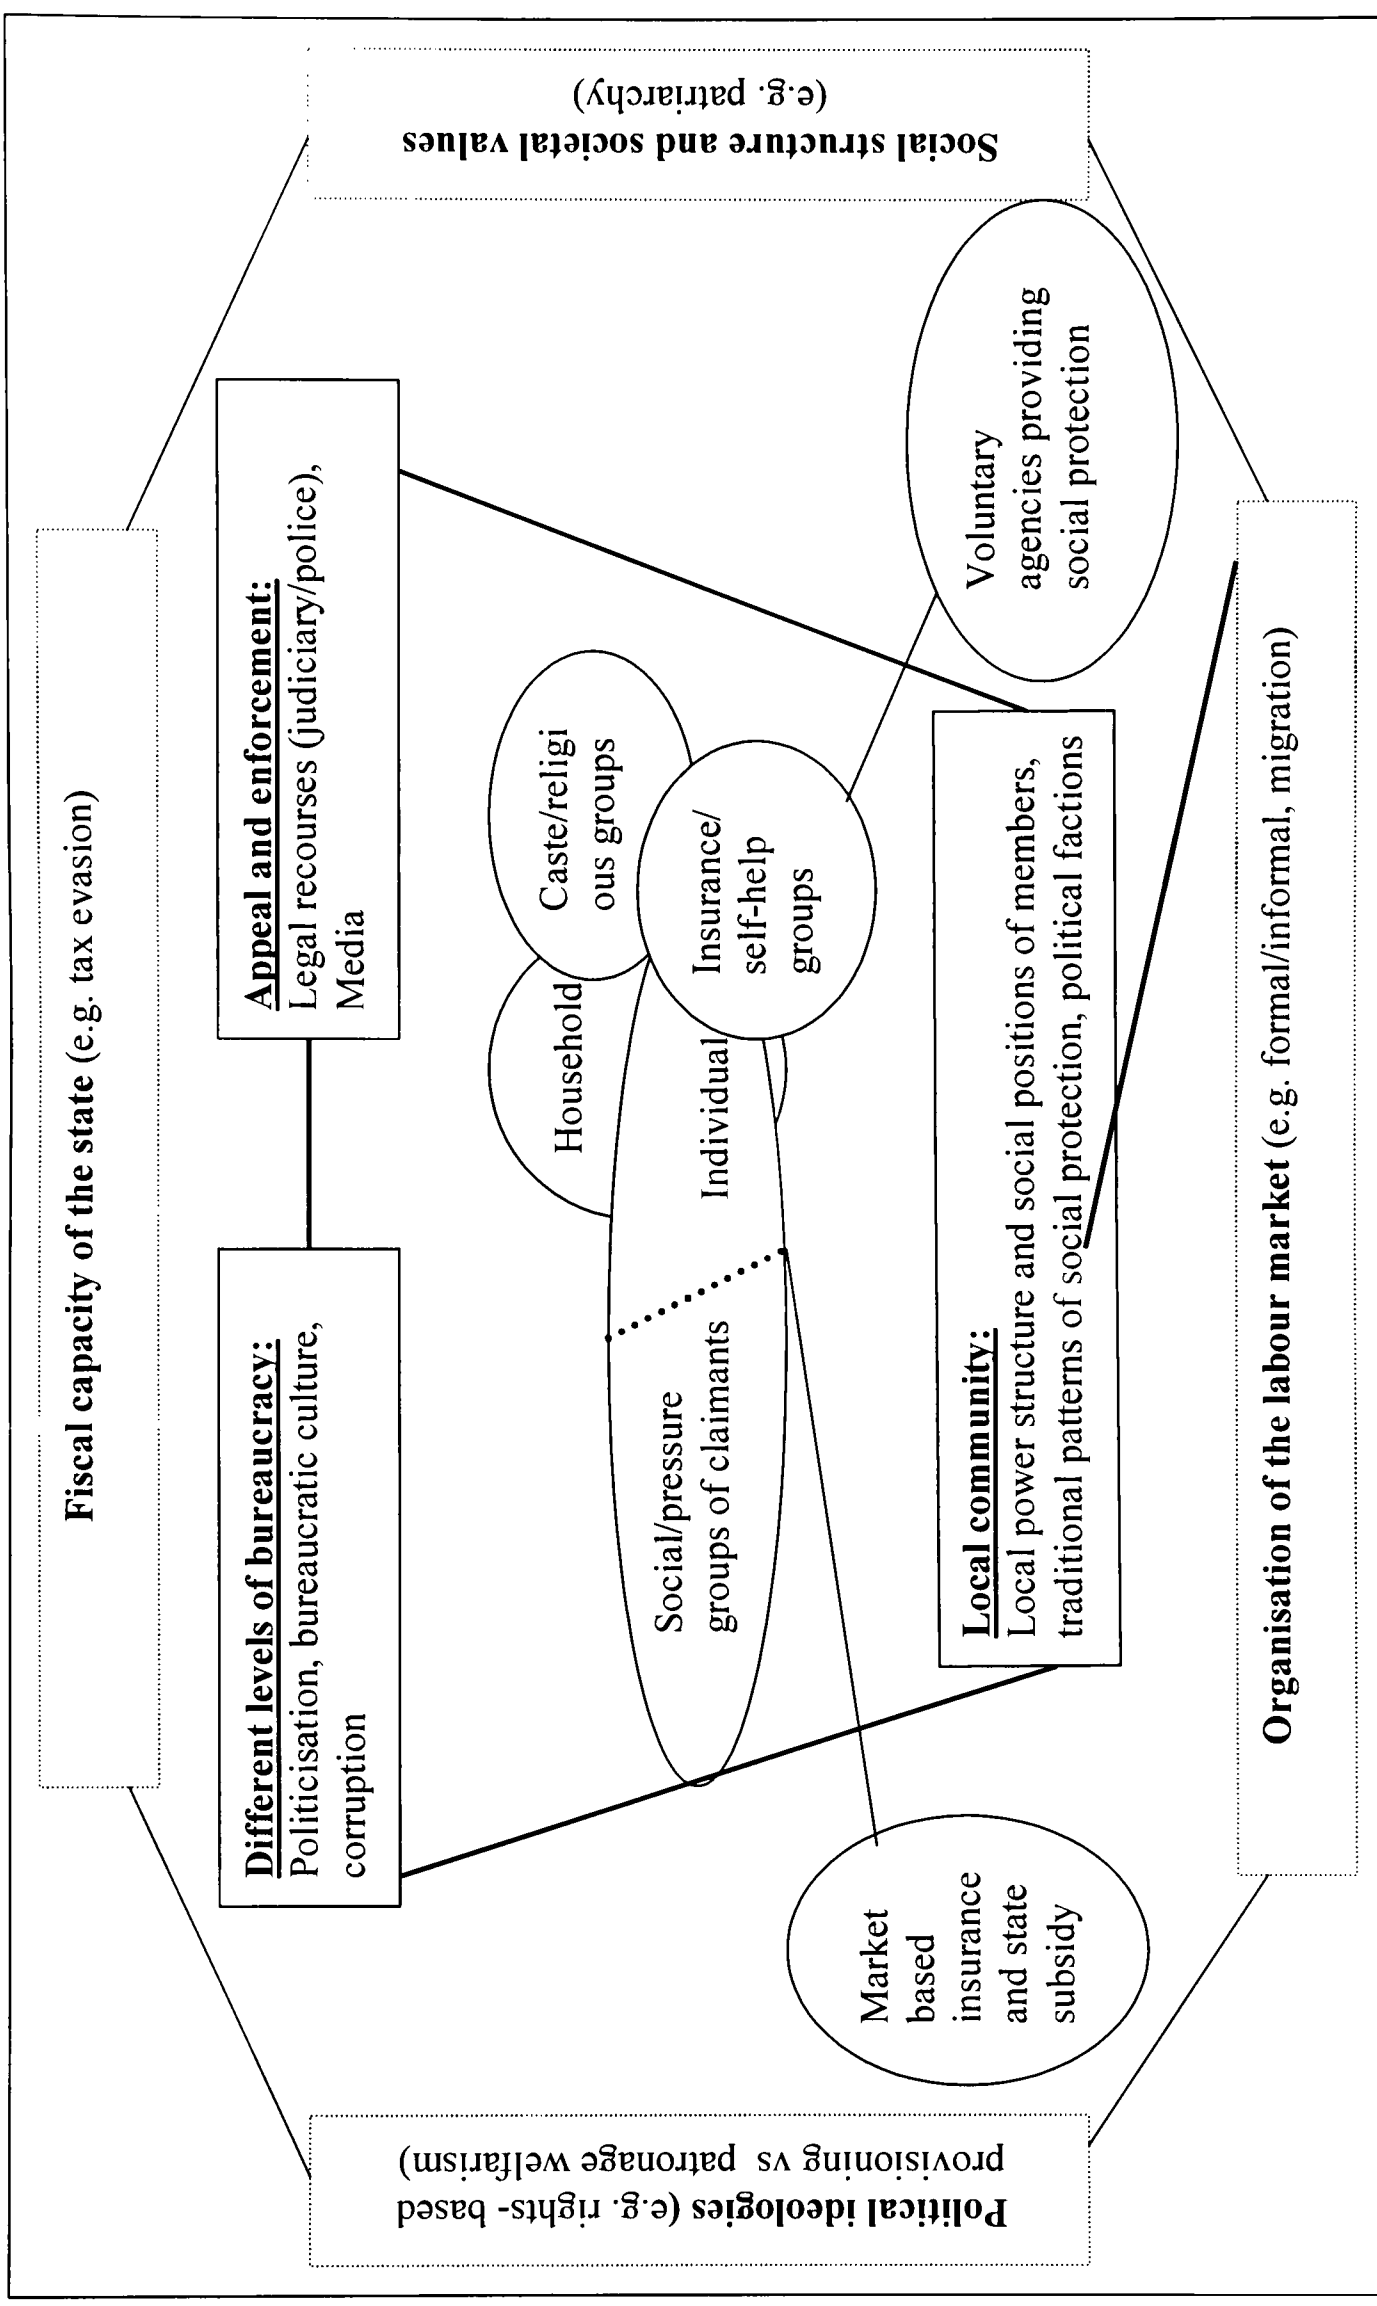 Fiscal capacity of the state (e.g. tax evasion)
Different levels of bureaucracy:
Politicisation, bureaucratic culture,
corruption
Appeal and enforcement:
Legal recourses (judiciary/police),
Media
Political ideologies (e.g. rights- based
provisioning vs patronage welfarism)
Social structure and societal values
(e.g. patriarchy)
Household
Caste/religi
ous groups
Social/pressure
groups of claimants
Individual
Insurance/
self-help
groups
Market
based
insurance
and state
subsidy
Voluntary
agencies providing
social protection
Local community:
Local power structure and social positions of members,
traditional patterns of social protection, political factions
Organisation of the labour market (e.g. formal/informal, migration)